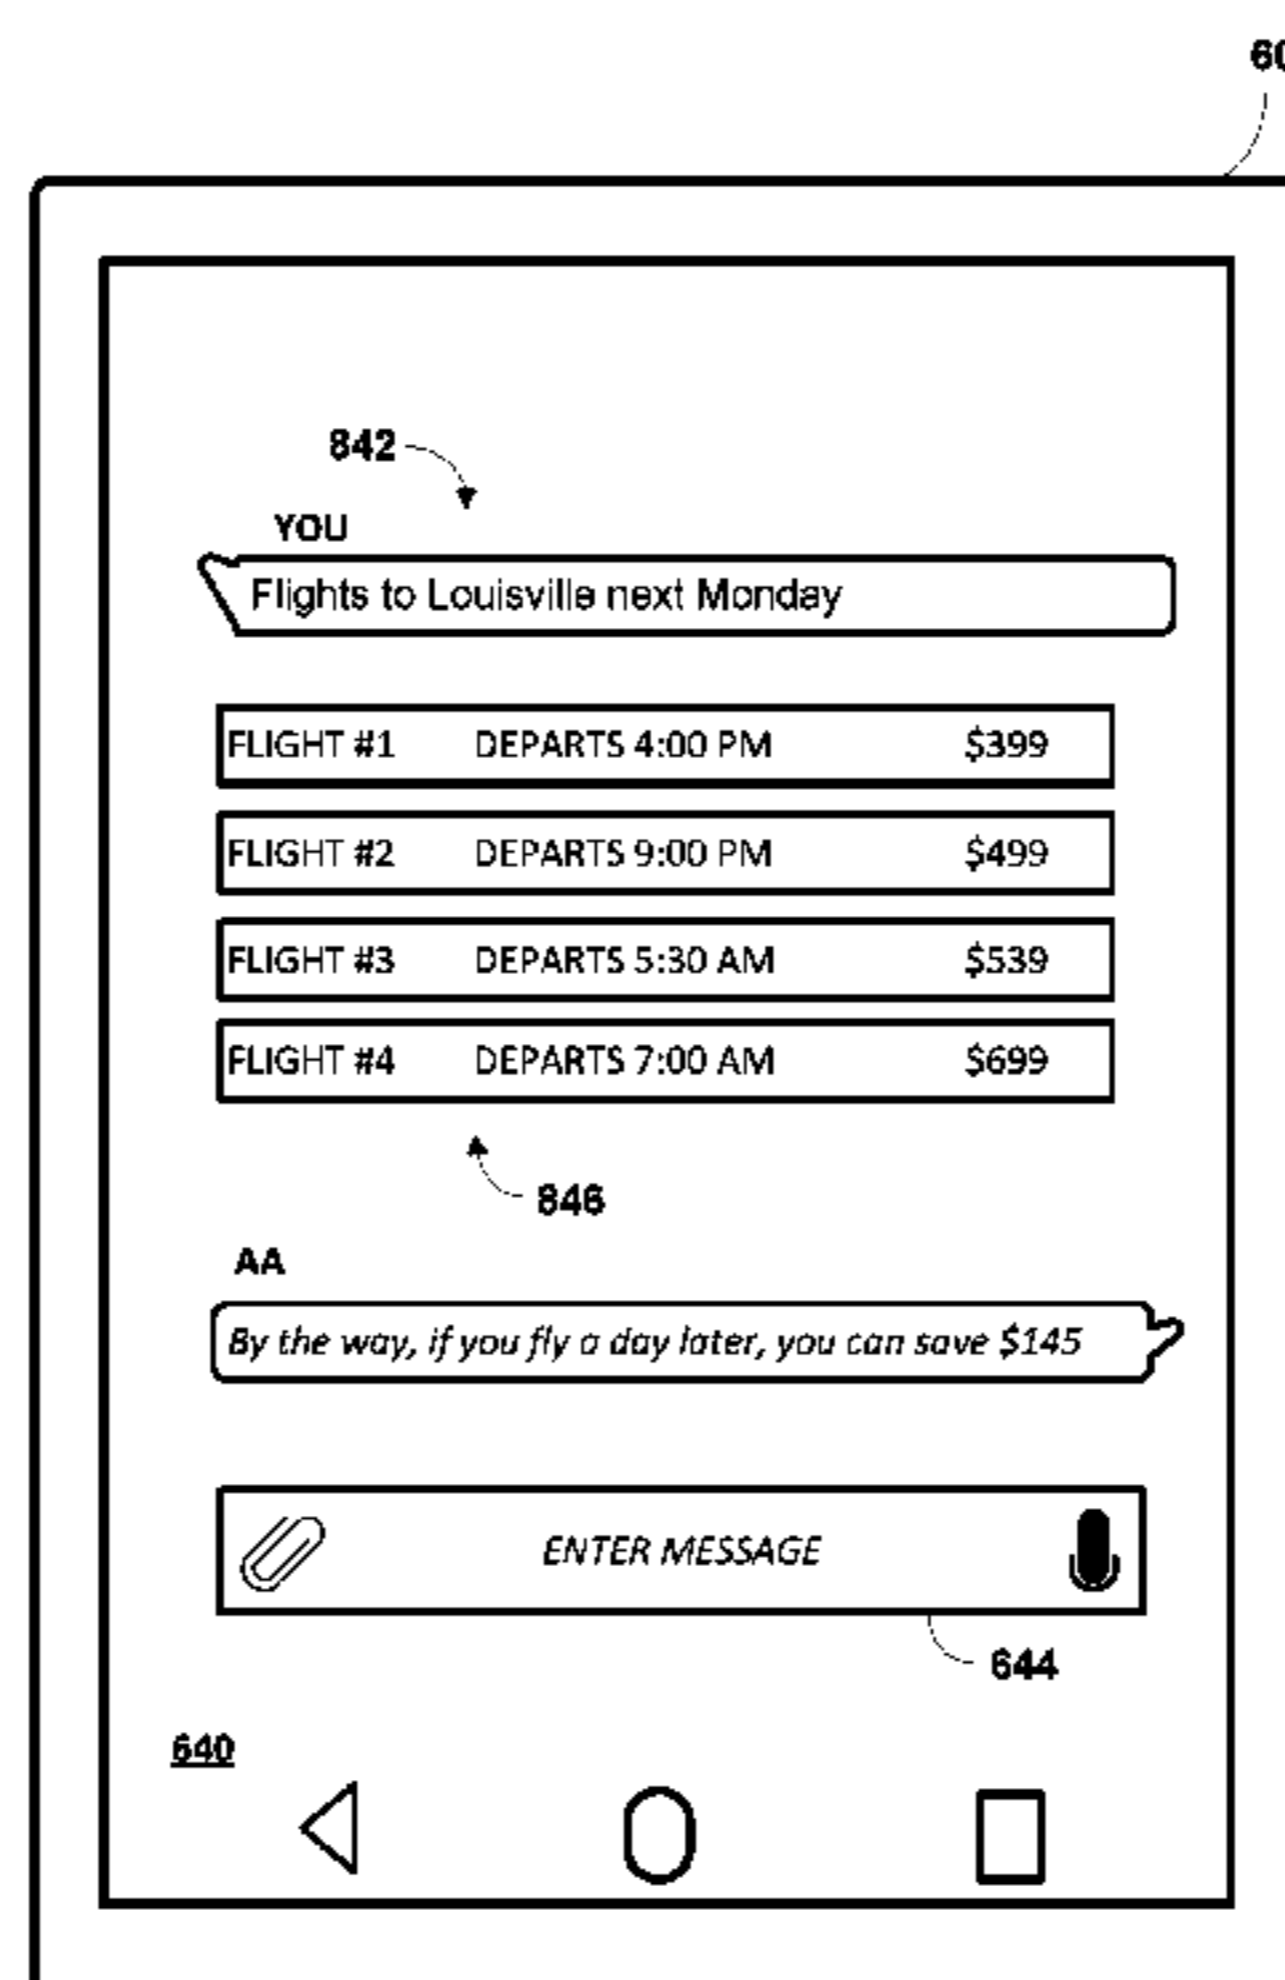 842
YOU
Flights to Louisville next Monday
FLIGHT #1 DEPARTS 4:00 PM $399
FLIGHT #2 DEPARTS 9:00 PM $499
FLIGHT #3 DEPARTS 5:30 AM $539
FLIGHT #4 DEPARTS 7:00 AM $699
846
AA
By the way, if you fly a day later, you can save $145
ENTER MESSAGE
644
640